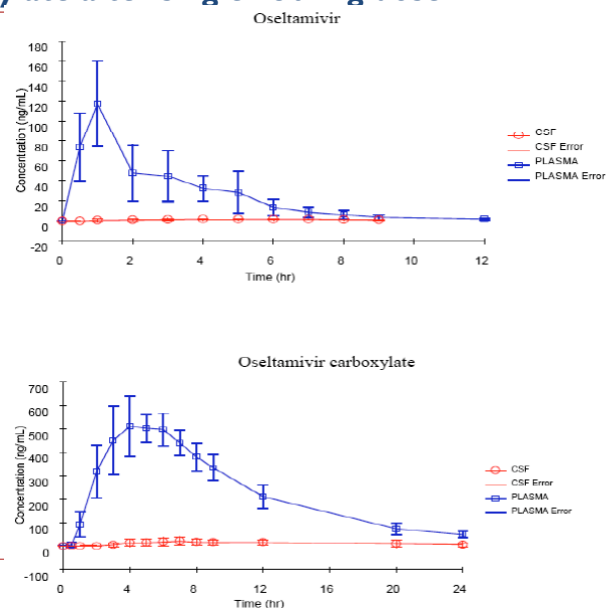 Oseltamivir
Concentration (ng/mL)
180
160
140
120
100
80
60
40
20
0
-20
0 2 4 6 8 10 12
Time (hr)
CSF
CSF Error
PLASMA
PLASMA Error
Oseltamivir carboxylate
Concentration (ng/mL)
700
600
500
400
300
200
100
0
-100
0 4 8 12 16 20 24
Time (hr)
CSF
CSF Error
PLASMA
PLASMA Error